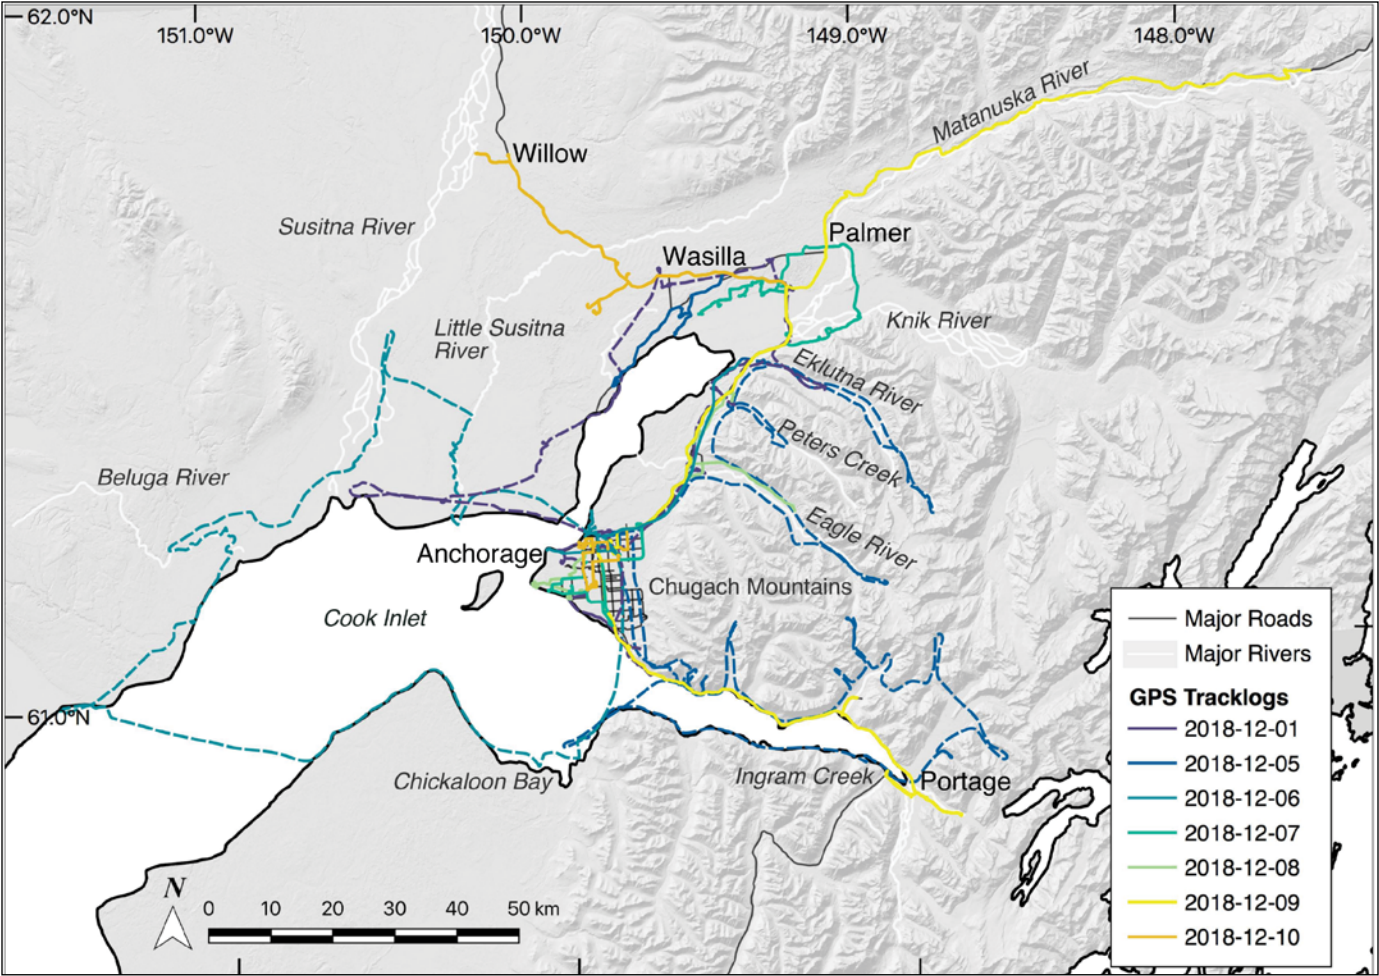 62.0°N
151.0°W
150.0°W
149.0°W
148.0°W
Matanuska River
Willow
Susitna River
Palmer
Wasilla
Little Susitna
River
Knik River
Eklutna River
Peters Creek
Beluga River
Eagle River
Anchorage
Chugach Mountains
Cook Inlet
61.0°N
Chickaloon Bay
Ingram Creek
Portage
N
0 10 20 30 40 50 km
Major Roads
Major Rivers
GPS Tracklogs
2018-12-01
2018-12-05
2018-12-06
2018-12-07
2018-12-08
2018-12-09
2018-12-10